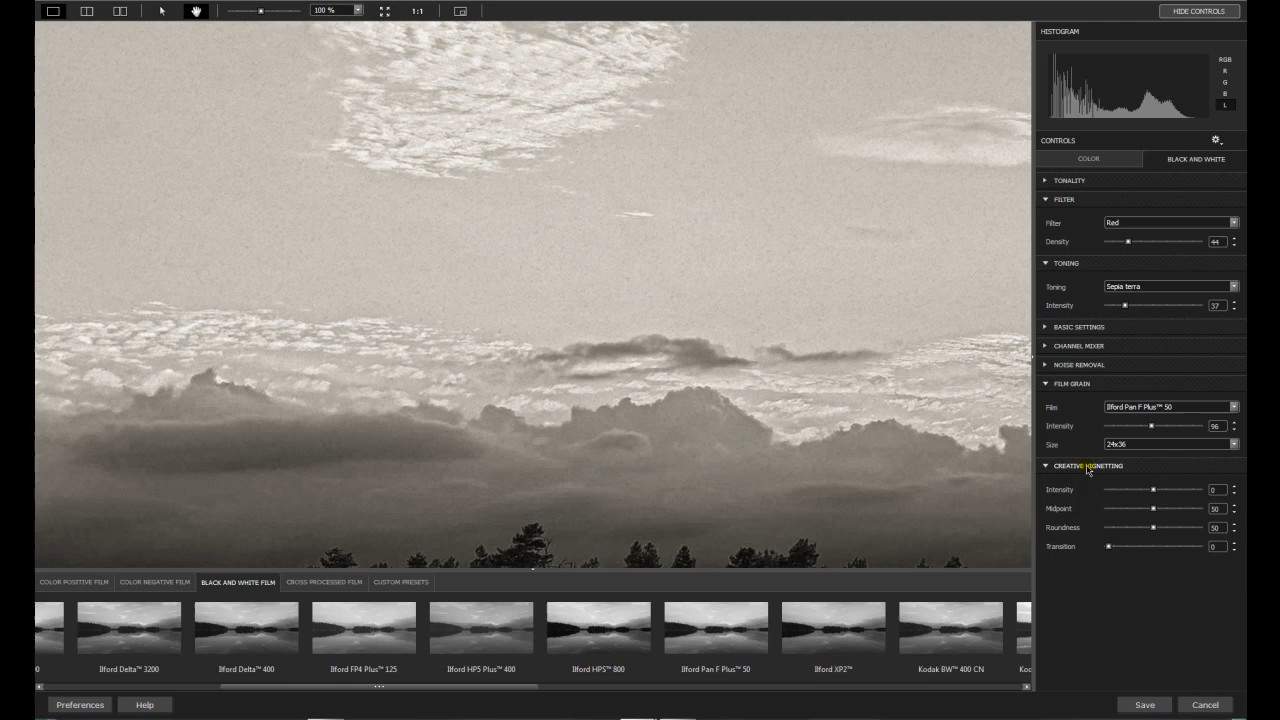 100 %
1:1
HIDE CONTROLS
HISTOGRAM
RGB
R
G
B
L
CONTROLS
COLOR
BLACK AND WHITE
TONALITY
FILTER
Filter
Red
Density
44
TONING
Toning
Sepia terra
Intensity
37
BASIC SETTINGS
CHANNEL MIXER
NOISE REMOVAL
FILM GRAIN
Film
Ilford Pan F Plus™ 50
Intensity
96
Size
24x36
CREATIVE VIGNETTING
Intensity
0
Midpoint
50
Roundness
50
Transition
0
COLOR POSITIVE FILM
COLOR NEGATIVE FILM
BLACK AND WHITE FILM
CROSS PROCESSED FILM
CUSTOM PRESETS
Ilford Delta™ 3200
Ilford Delta™ 400
Ilford FP4 Plus™ 125
Ilford HP5 Plus™ 400
Ilford HPS™ 800
Ilford Pan F Plus™ 50
Ilford XP2™
Kodak BW™ 400 CN
Preferences
Help
Save
Cancel